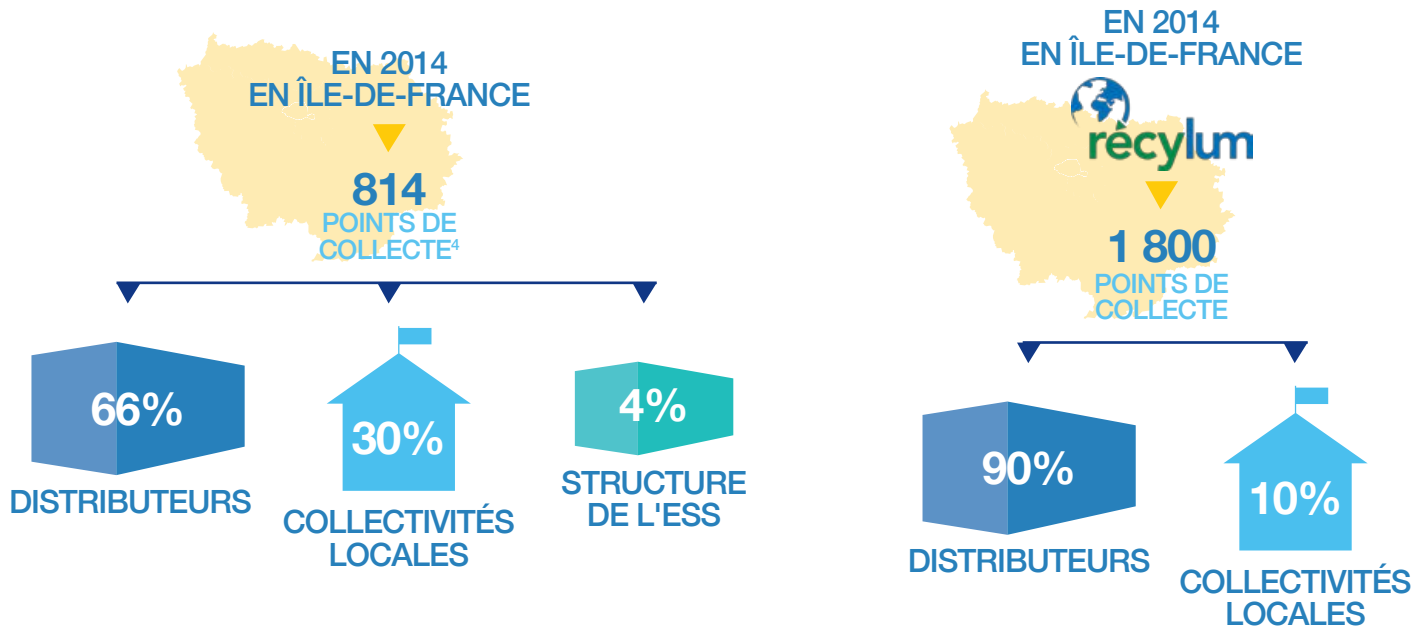 EN 2014
EN ÎLE-DE-FRANCE
814
POINTS DE
COLLECTE⁴
66%
DISTRIBUTEURS
30%
COLLECTIVITÉS
LOCALES
4%
STRUCTURE
DE L'ESS
EN 2014
EN ÎLE-DE-FRANCE
récylum
1 800
POINTS DE
COLLECTE
90%
DISTRIBUTEURS
10%
COLLECTIVITÉS
LOCALES